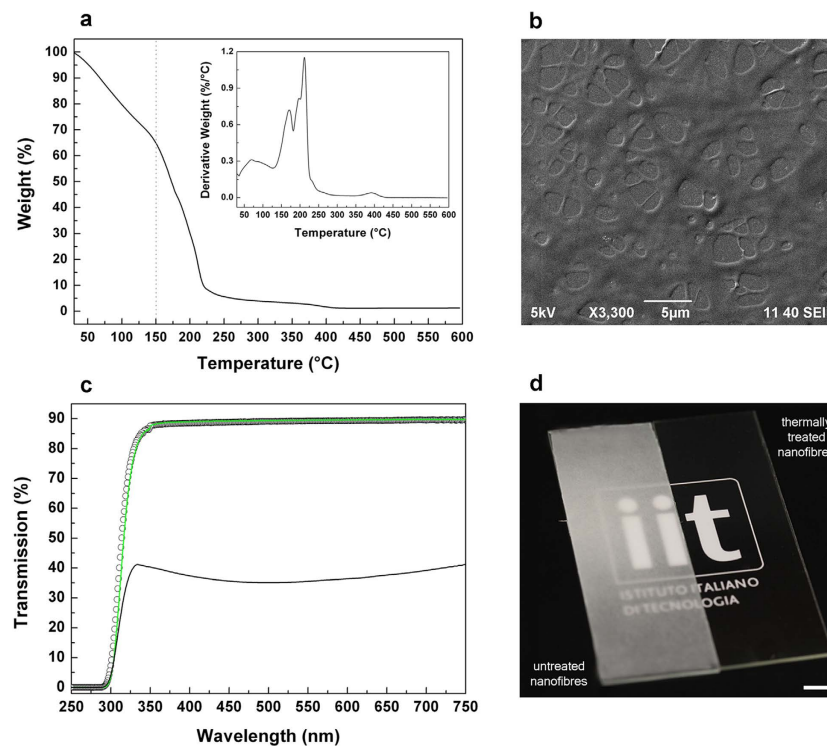 a
100
90
80
70
60
50
40
30
20
10
0
Weight (%)
50 100 150 200 250 300 350 400 450 500 550 600
Temperature (°C)
1.2
0.9
0.6
0.3
0.0
Derivative Weight (%/°C)
50 100 150 200 250 300 350 400 450 500 550 600
Temperature (°C)
b
5kV X3,300 5μm 11 40 SEI
c
90
80
70
60
50
40
30
20
10
0
Transmission (%)
250 300 350 400 450 500 550 600 650 700 750
Wavelength (nm)
d
treated
iit
ISTITUTO ITALIANO
DI TECNOLOGIA
untreated
nanofibres